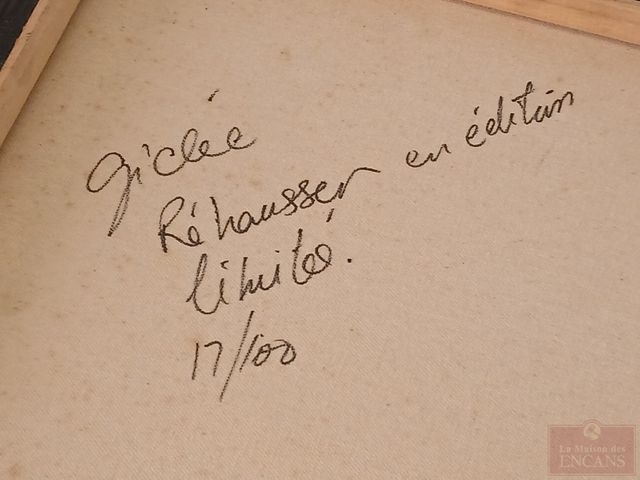 Giclée
Réhausser en édition
limitée.
17/100
La Maison des
ENCANS